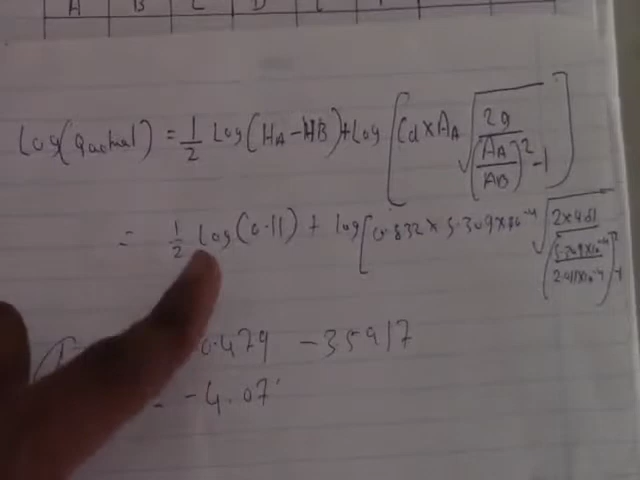 A B C D E
Log(Qactual) = 1/2 Log(HA - HB) + Log [Cd × AA √(2g / ((AA/AB)² - 1))]
= 1/2 log(0.11) + log [0.832 × 5.309×10⁻⁴ √(2×9.81 / ((5.309×10⁻⁴ / 2.011×10⁻⁴)² - 1))]
0.479 - 3.5917
= -4.07